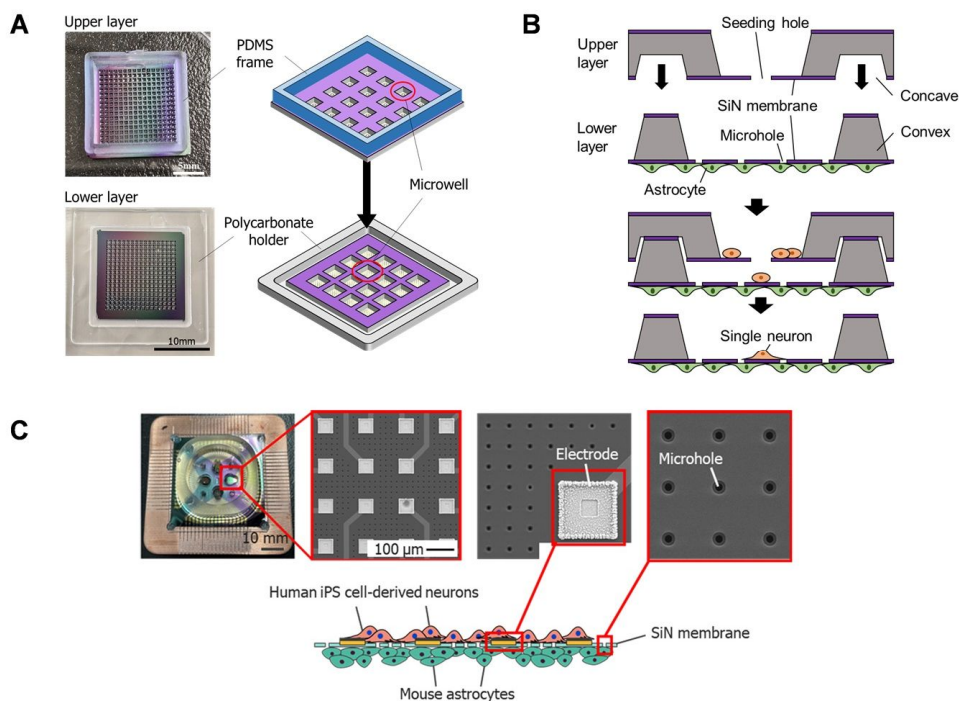 A
Upper layer
PDMS
frame
5mm
Lower layer
Microwell
Polycarbonate
holder
10mm
B
Seeding hole
Upper
layer
Concave
SiN membrane
Lower
layer
Microhole
Convex
Astrocyte
Single neuron
C
Electrode
Microhole
10 mm
100 µm
Human iPS cell-derived neurons
SiN membrane
Mouse astrocytes